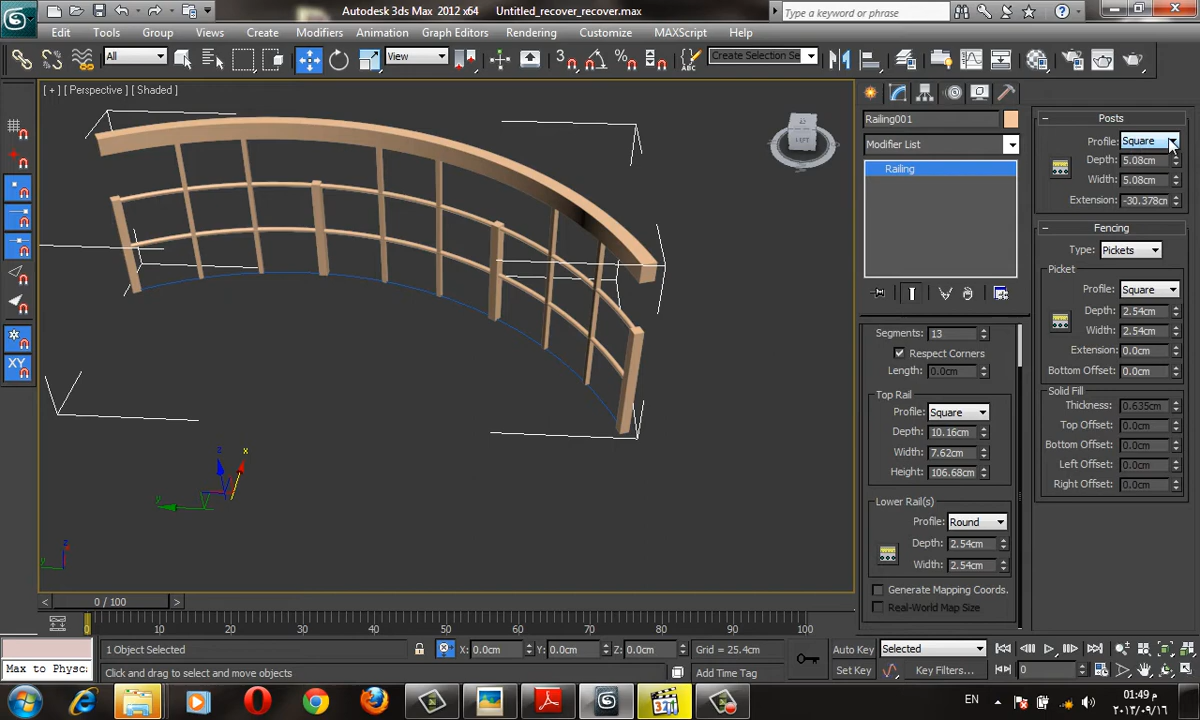 Autodesk 3ds Max 2012 x64 Untitled_recover_recover.max
Type a keyword or phrase
Edit Tools Group Views Create Modifiers Animation Graph Editors Rendering Customize MAXScript Help
All View Create Selection Se
[ + ] [ Perspective ] [ Shaded ]
Railing001
Modifier List
Railing
Segments: 13
Respect Corners
Length: 0.0cm
Top Rail
Profile: Square
Depth: 10.16cm
Width: 7.62cm
Height: 106.68cm
Lower Rail(s)
Profile: Round
Depth: 2.54cm
Width: 2.54cm
Generate Mapping Coords.
Real-World Map Size
Posts
Profile: Square
Depth: 5.08cm
Width: 5.08cm
Extension: -30.378cm
Fencing
Type: Pickets
Picket
Profile: Square
Depth: 2.54cm
Width: 2.54cm
Extension: 0.0cm
Bottom Offset: 0.0cm
Solid Fill
Thickness: 0.635cm
Top Offset: 0.0cm
Bottom Offset: 0.0cm
Left Offset: 0.0cm
Right Offset: 0.0cm
z
x
y
z
y
0 / 100
10 20 30 40 50 60 70 80 90 100
1 Object Selected X: 0.0cm Y: 0.0cm Z: 0.0cm Grid = 25.4cm
Auto Key Selected
Max to Physc Click and drag to select and move objects Add Time Tag
Set Key Key Filters... 0
EN
01:49 م
٢٠١٣/٠٩/١٦